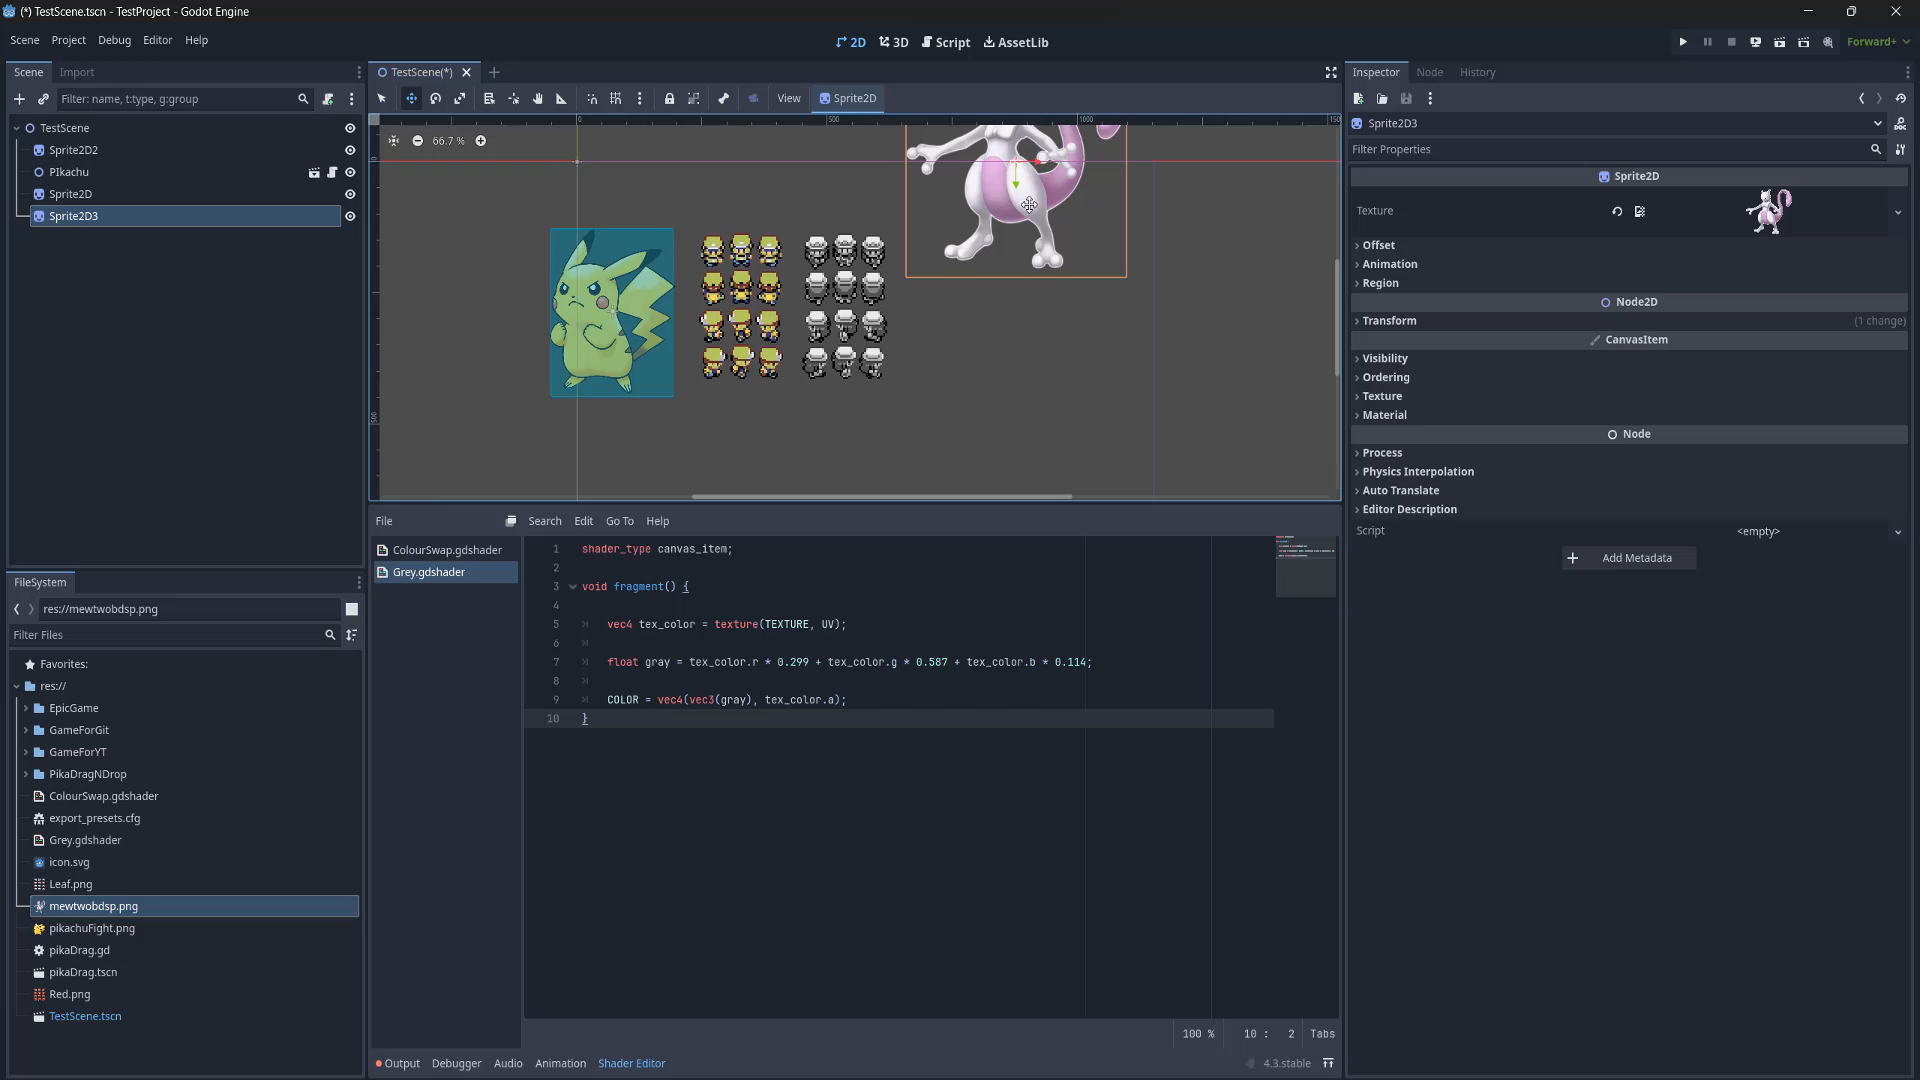 (*) TestScene.tscn - TestProject - Godot Engine
Scene Project Debug Editor Help
2D 3D Script AssetLib
Forward+
Scene Import
Filter: name, t:type, g:group
TestScene
Sprite2D2
PIkachu
Sprite2D
Sprite2D3
TestScene(*)
View Sprite2D
0 500 1000 1500
66.7 %
0
500
Inspector Node History
Sprite2D3
Filter Properties
Sprite2D
Texture
Offset
Animation
Region
Node2D
Transform (1 change)
CanvasItem
Visibility
Ordering
Texture
Material
Node
Process
Physics Interpolation
Auto Translate
Editor Description
Script <empty>
Add Metadata
FileSystem
res://mewtwobdsp.png
Filter Files
Favorites:
res://
EpicGame
GameForGit
GameForYT
PikaDragNDrop
ColourSwap.gdshader
export_presets.cfg
Grey.gdshader
icon.svg
Leaf.png
mewtwobdsp.png
pikachuFight.png
pikaDrag.gd
pikaDrag.tscn
Red.png
TestScene.tscn
File Search Edit Go To Help
ColourSwap.gdshader
Grey.gdshader
1 shader_type canvas_item;
2
3 void fragment() {
4
5 vec4 tex_color = texture(TEXTURE, UV);
6
7 float gray = tex_color.r * 0.299 + tex_color.g * 0.587 + tex_color.b * 0.114;
8
9 COLOR = vec4(vec3(gray), tex_color.a);
10 }
100 % 10 : 2 Tabs
Output Debugger Audio Animation Shader Editor 4.3.stable